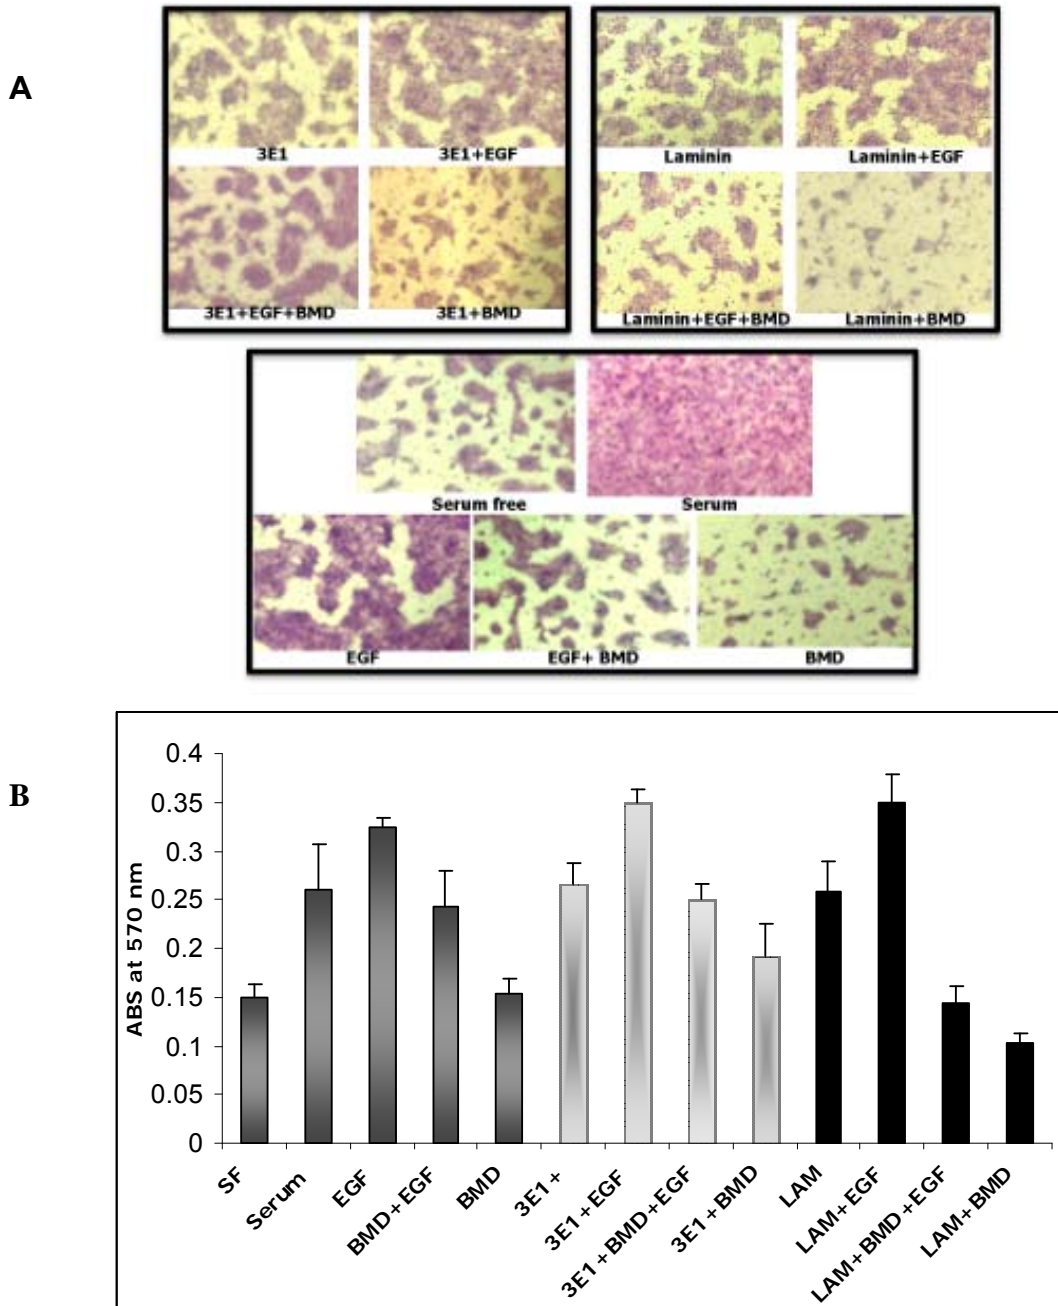 A
3E1 3E1+EGF
3E1+EGF+BMD 3E1+BMD
Laminin Laminin+EGF
Laminin+EGF+BMD Laminin+BMD
Serum free Serum
EGF EGF+ BMD BMD
B
ABS at 570 nm
0.4
0.35
0.3
0.25
0.2
0.15
0.1
0.05
0
SF
Serum
EGF
BMD+EGF
BMD
3E1+
3E1+EGF
3E1+BMD+EGF
3E1+BMD
LAM
LAM+EGF
LAM+BMD+EGF
LAM+BMD